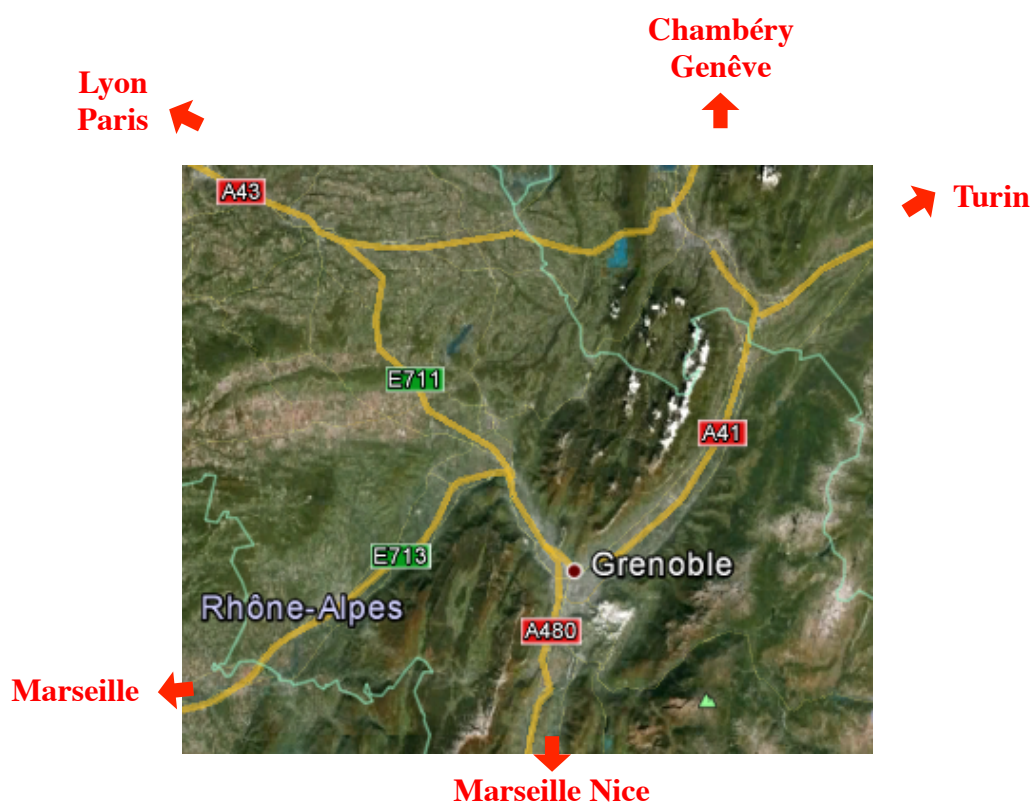 Chambéry
Genêve
Lyon
Paris
Turin
A43
E711
A41
E713
Grenoble
Rhône-Alpes
A480
Marseille
Marseille Nice